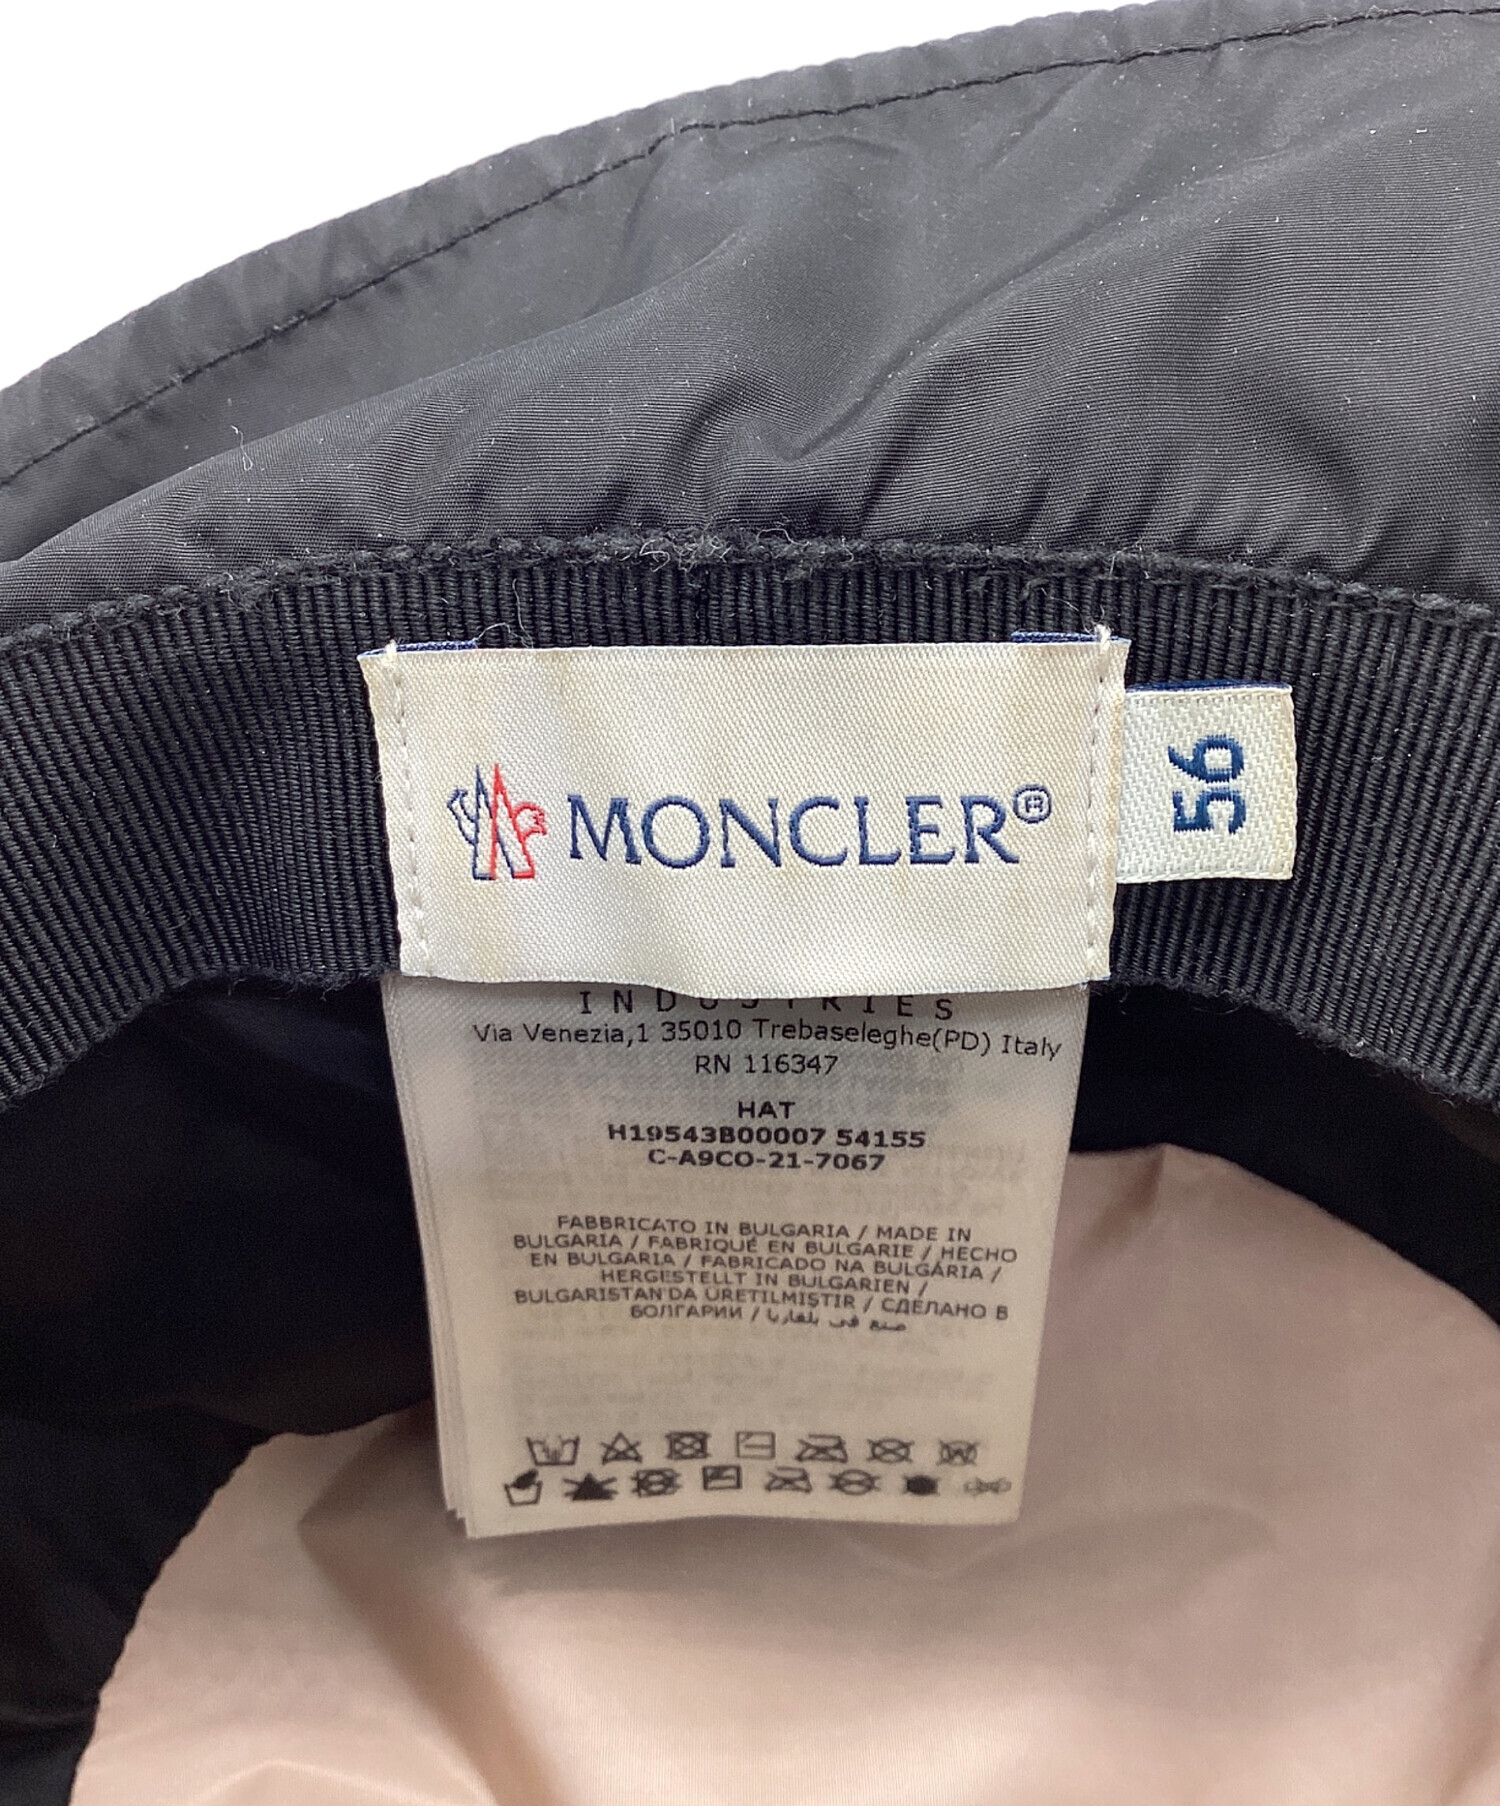 MONCLER®
56
INDUSTRIES
Via Venezia,1 35010 Trebaseleghe(PD) Italy
RN 116347
HAT
H19543B00007 54155
C-A9CO-21-7067
FABBRICATO IN BULGARIA / MADE IN
BULGARIA / FABRIQUÉ EN BULGARIE / HECHO
EN BULGARIA / FABRICADO NA BULGÁRIA /
HERGESTELLT IN BULGARIEN /
BULGARISTAN'DA ÜRETILMIŞTIR / СДЕЛАНО В
БОЛГАРИИ / صنع في بلغاريا